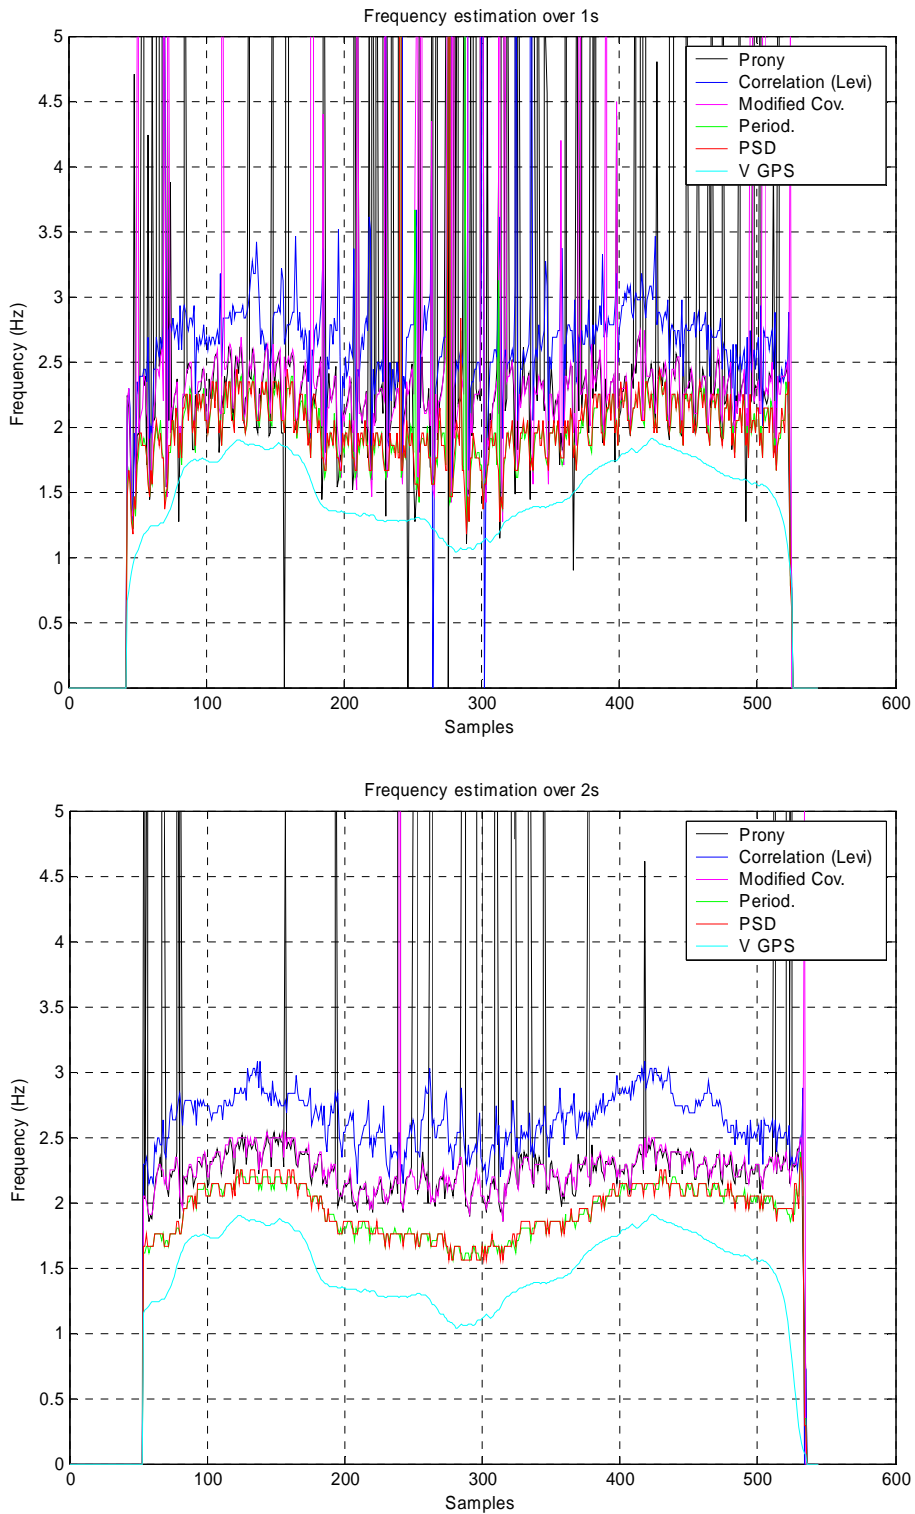 Frequency estimation over 1s
5
4.5
4
3.5
3
2.5
2
1.5
1
0.5
0
Frequency (Hz)
Prony
Correlation (Levi)
Modified Cov.
Period.
PSD
V GPS
0 100 200 300 400 500 600
Samples
Frequency estimation over 2s
5
4.5
4
3.5
3
2.5
2
1.5
1
0.5
0
Frequency (Hz)
Prony
Correlation (Levi)
Modified Cov.
Period.
PSD
V GPS
0 100 200 300 400 500 600
Samples